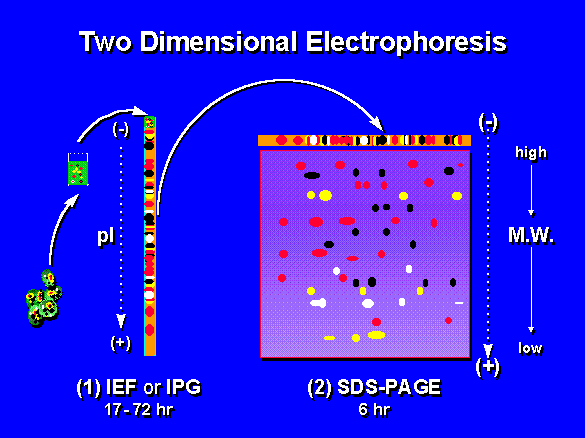 Two Dimensional Electrophoresis
(-)
pI
(+)
(1) IEF or IPG
17-72 hr
(-)
high
M.W.
low
(+)
(2) SDS-PAGE
6 hr